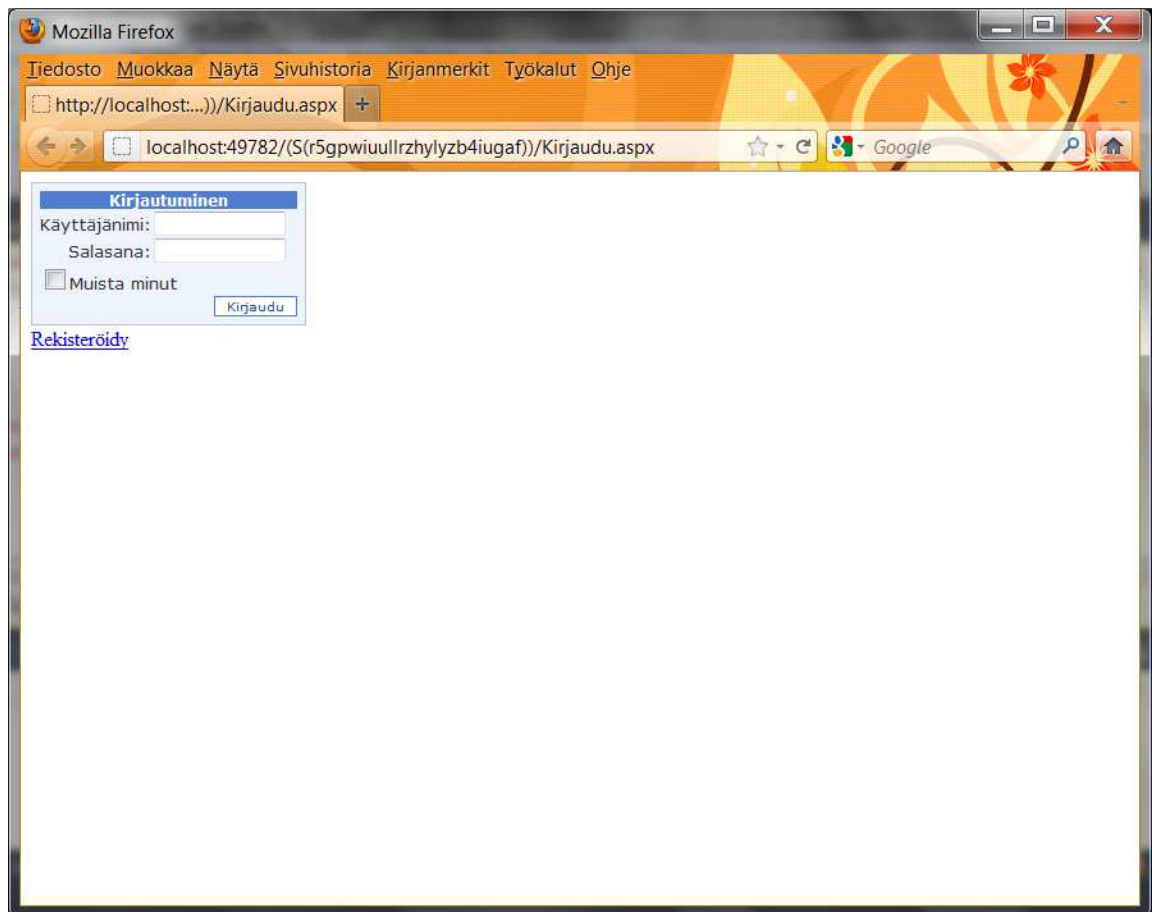 Mozilla Firefox
Tiedosto Muokkaa Näytä Sivuhistoria Kirjanmerkit Työkalut Ohje
http://localhost:...))/Kirjaudu.aspx +
localhost:49782/(S(r5gpwiuullrzhylyzb4iugaf))/Kirjaudu.aspx Google
Kirjautuminen
Käyttäjänimi:
Salasana:
Muista minut
Kirjaudu
Rekisteröidy